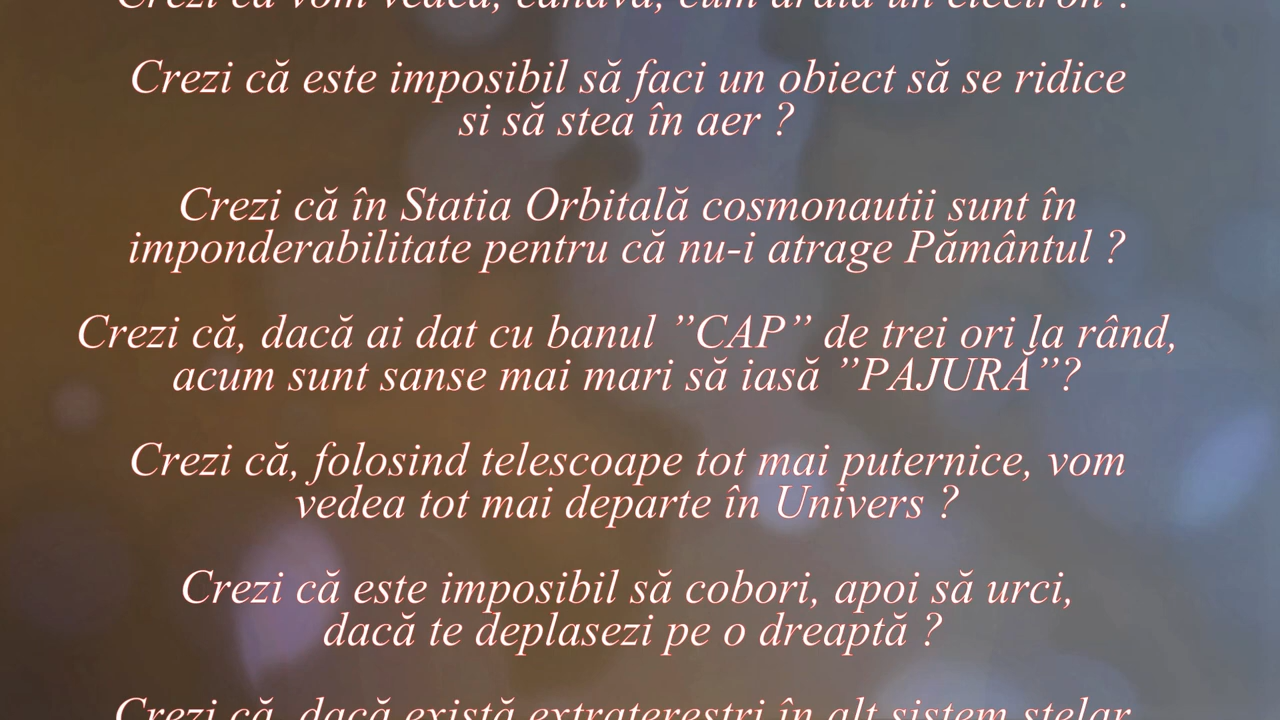 Crezi că vom vedea, cândva, cum arată un electron ?
Crezi că este imposibil să faci un obiect să se ridice
si să stea în aer ?
Crezi că în Statia Orbitală cosmonautii sunt în
imponderabilitate pentru că nu-i atrage Pământul ?
Crezi că, dacă ai dat cu banul ”CAP” de trei ori la rând,
acum sunt sanse mai mari să iasă ”PAJURĂ”?
Crezi că, folosind telescoape tot mai puternice, vom
vedea tot mai departe în Univers ?
Crezi că este imposibil să cobori, apoi să urci,
dacă te deplasezi pe o dreaptă ?
Crezi că, dacă există extraterestri în alt sistem stelar